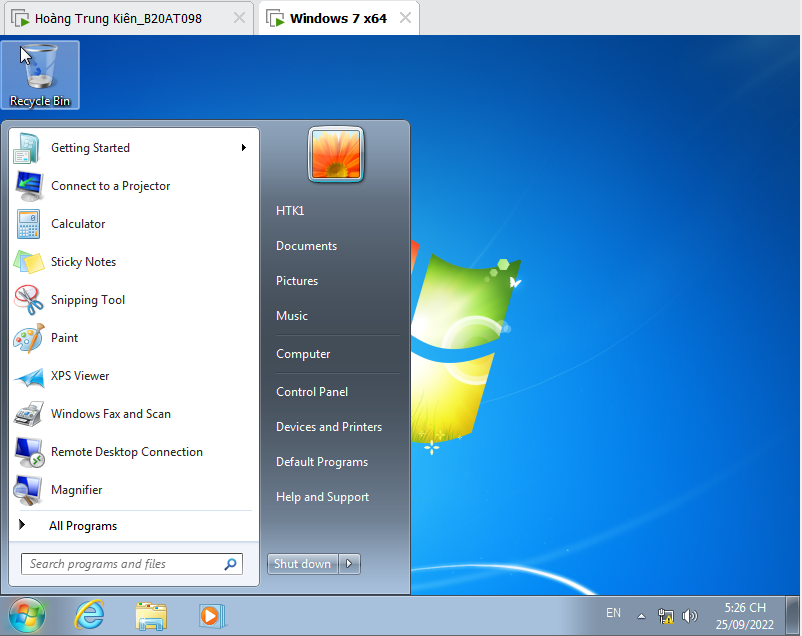 Hoàng Trung Kiên_B20AT098
Windows 7 x64
Recycle Bin
Getting Started
Connect to a Projector
Calculator
Sticky Notes
Snipping Tool
Paint
XPS Viewer
Windows Fax and Scan
Remote Desktop Connection
Magnifier
All Programs
Search programs and files
HTK1
Documents
Pictures
Music
Computer
Control Panel
Devices and Printers
Default Programs
Help and Support
Shut down
EN
5:26 CH
25/09/2022